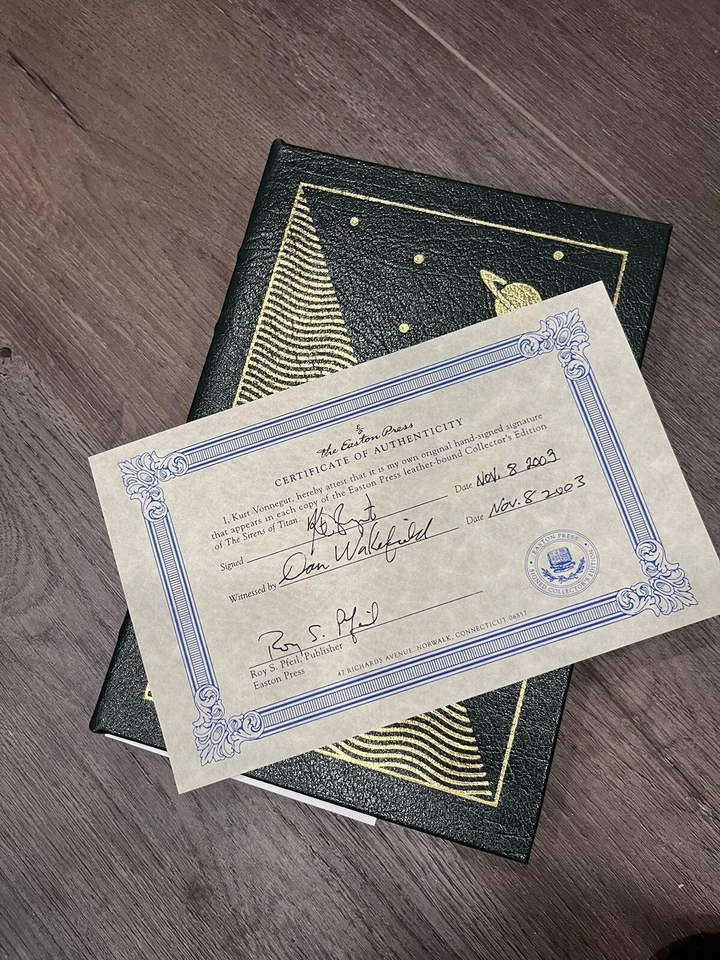 The Easton Press
CERTIFICATE OF AUTHENTICITY
I, Kurt Vonnegut, hereby attest that it is my own original hand-signed signature
that appears in each copy of the Easton Press leather-bound Collector's Edition
of The Sirens of Titan.
Signed Date Nov. 8 2003
Witnessed by Dan Wakefield Date Nov. 8 2003
EASTON PRESS
SIGNED COLLECTOR'S EDITION
Roy S. Pfeil
Roy S. Pfeil, Publisher
Easton Press
47 RICHARDS AVENUE, NORWALK, CONNECTICUT 06857